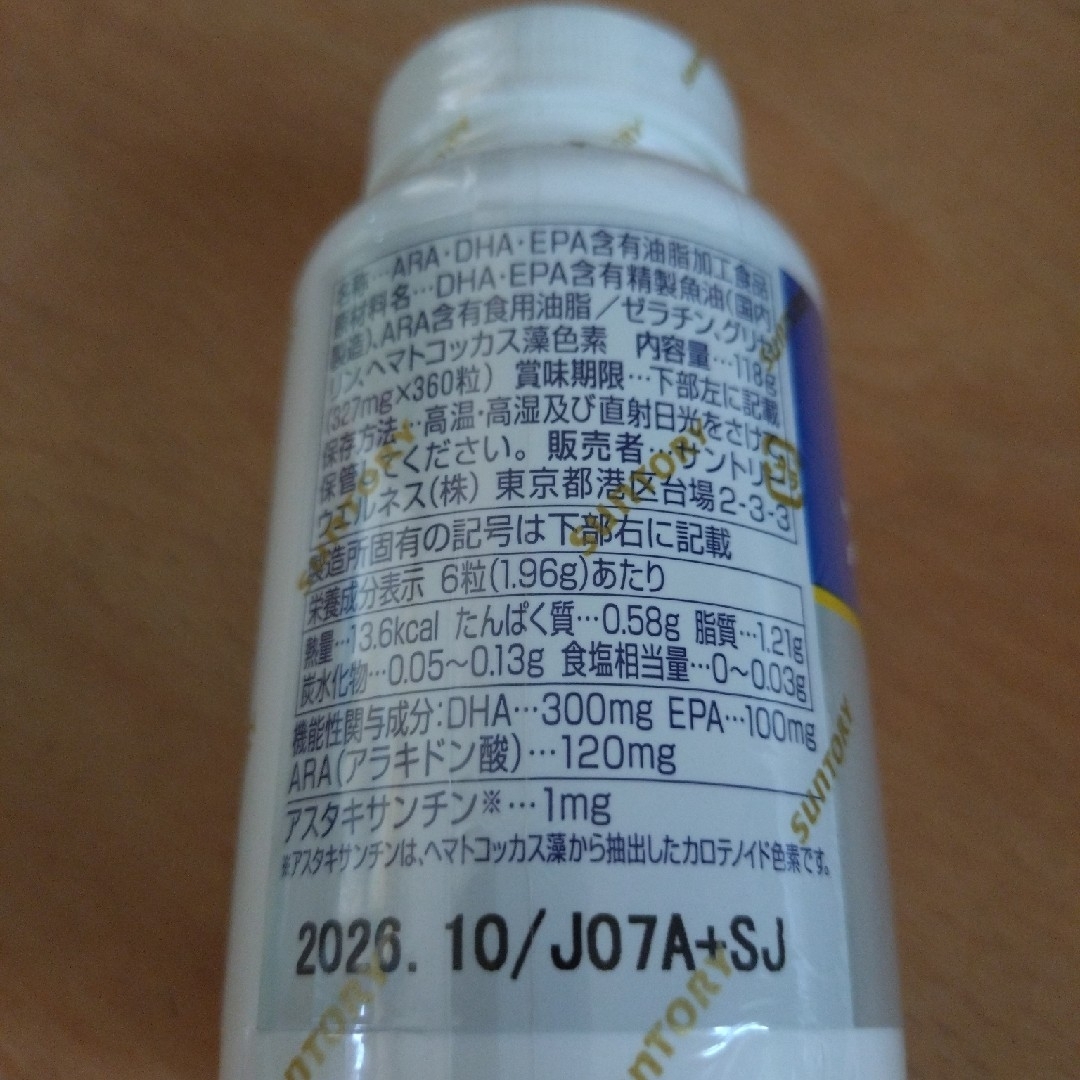 名称…ARA・DHA・EPA含有油脂加工食品
原材料名…DHA・EPA含有精製魚油(国内
製造)、ARA含有食用油脂/ゼラチン、グリセ
リン、ヘマトコッカス藻色素 内容量…118g
(327mg×360粒) 賞味期限…下部左に記載
保存方法…高温・高湿及び直射日光をさけ、
保管してください。 販売者…サントリー
ウエルネス(株) 東京都港区台場2-3-3
製造所固有の記号は下部右に記載
栄養成分表示 6粒(1.96g)あたり
熱量…13.6kcal たんぱく質…0.58g 脂質…1.21g
炭水化物…0.05~0.13g 食塩相当量…0~0.03g
機能性関与成分:DHA…300mg EPA…100mg
ARA(アラキドン酸)…120mg
アスタキサンチン※…1mg
※アスタキサンチンは、ヘマトコッカス藻から抽出したカロテノイド色素です。
2026. 10/J07A+SJ
SUNTORY
SUNTORY
SUNTORY
SUNTORY